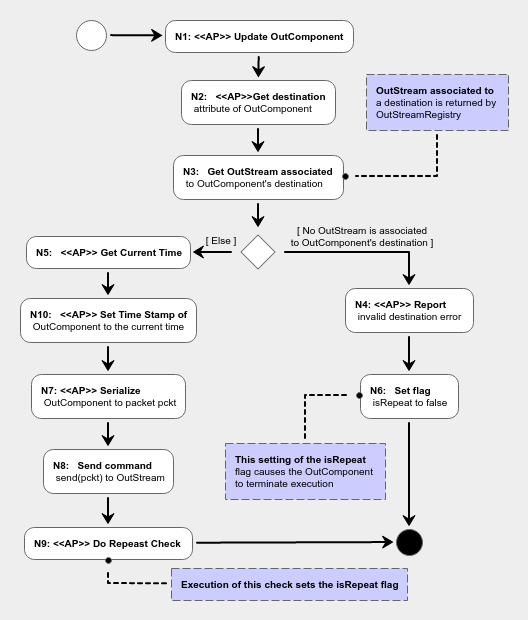 N1: <<AP>> Update OutComponent
N2: <<AP>>Get destination
attribute of OutComponent
OutStream associated to
a destination is returned by
OutStreamRegistry
N3: Get OutStream associated
to OutComponent's destination
[ Else ]
[ No OutStream is associated
to OutComponent's destination ]
N5: <<AP>> Get Current Time
N4: <<AP>> Report
invalid destination error
N10: <<AP>> Set Time Stamp of
OutComponent to the current time
N7: <<AP>> Serialize
OutComponent to packet pckt
N6: Set flag
isRepeat to false
N8: Send command
send(pckt) to OutStream
This setting of the isRepeat
flag causes the OutComponent
to terminate execution
N9: <<AP>> Do Repeast Check
Execution of this check sets the isRepeat flag